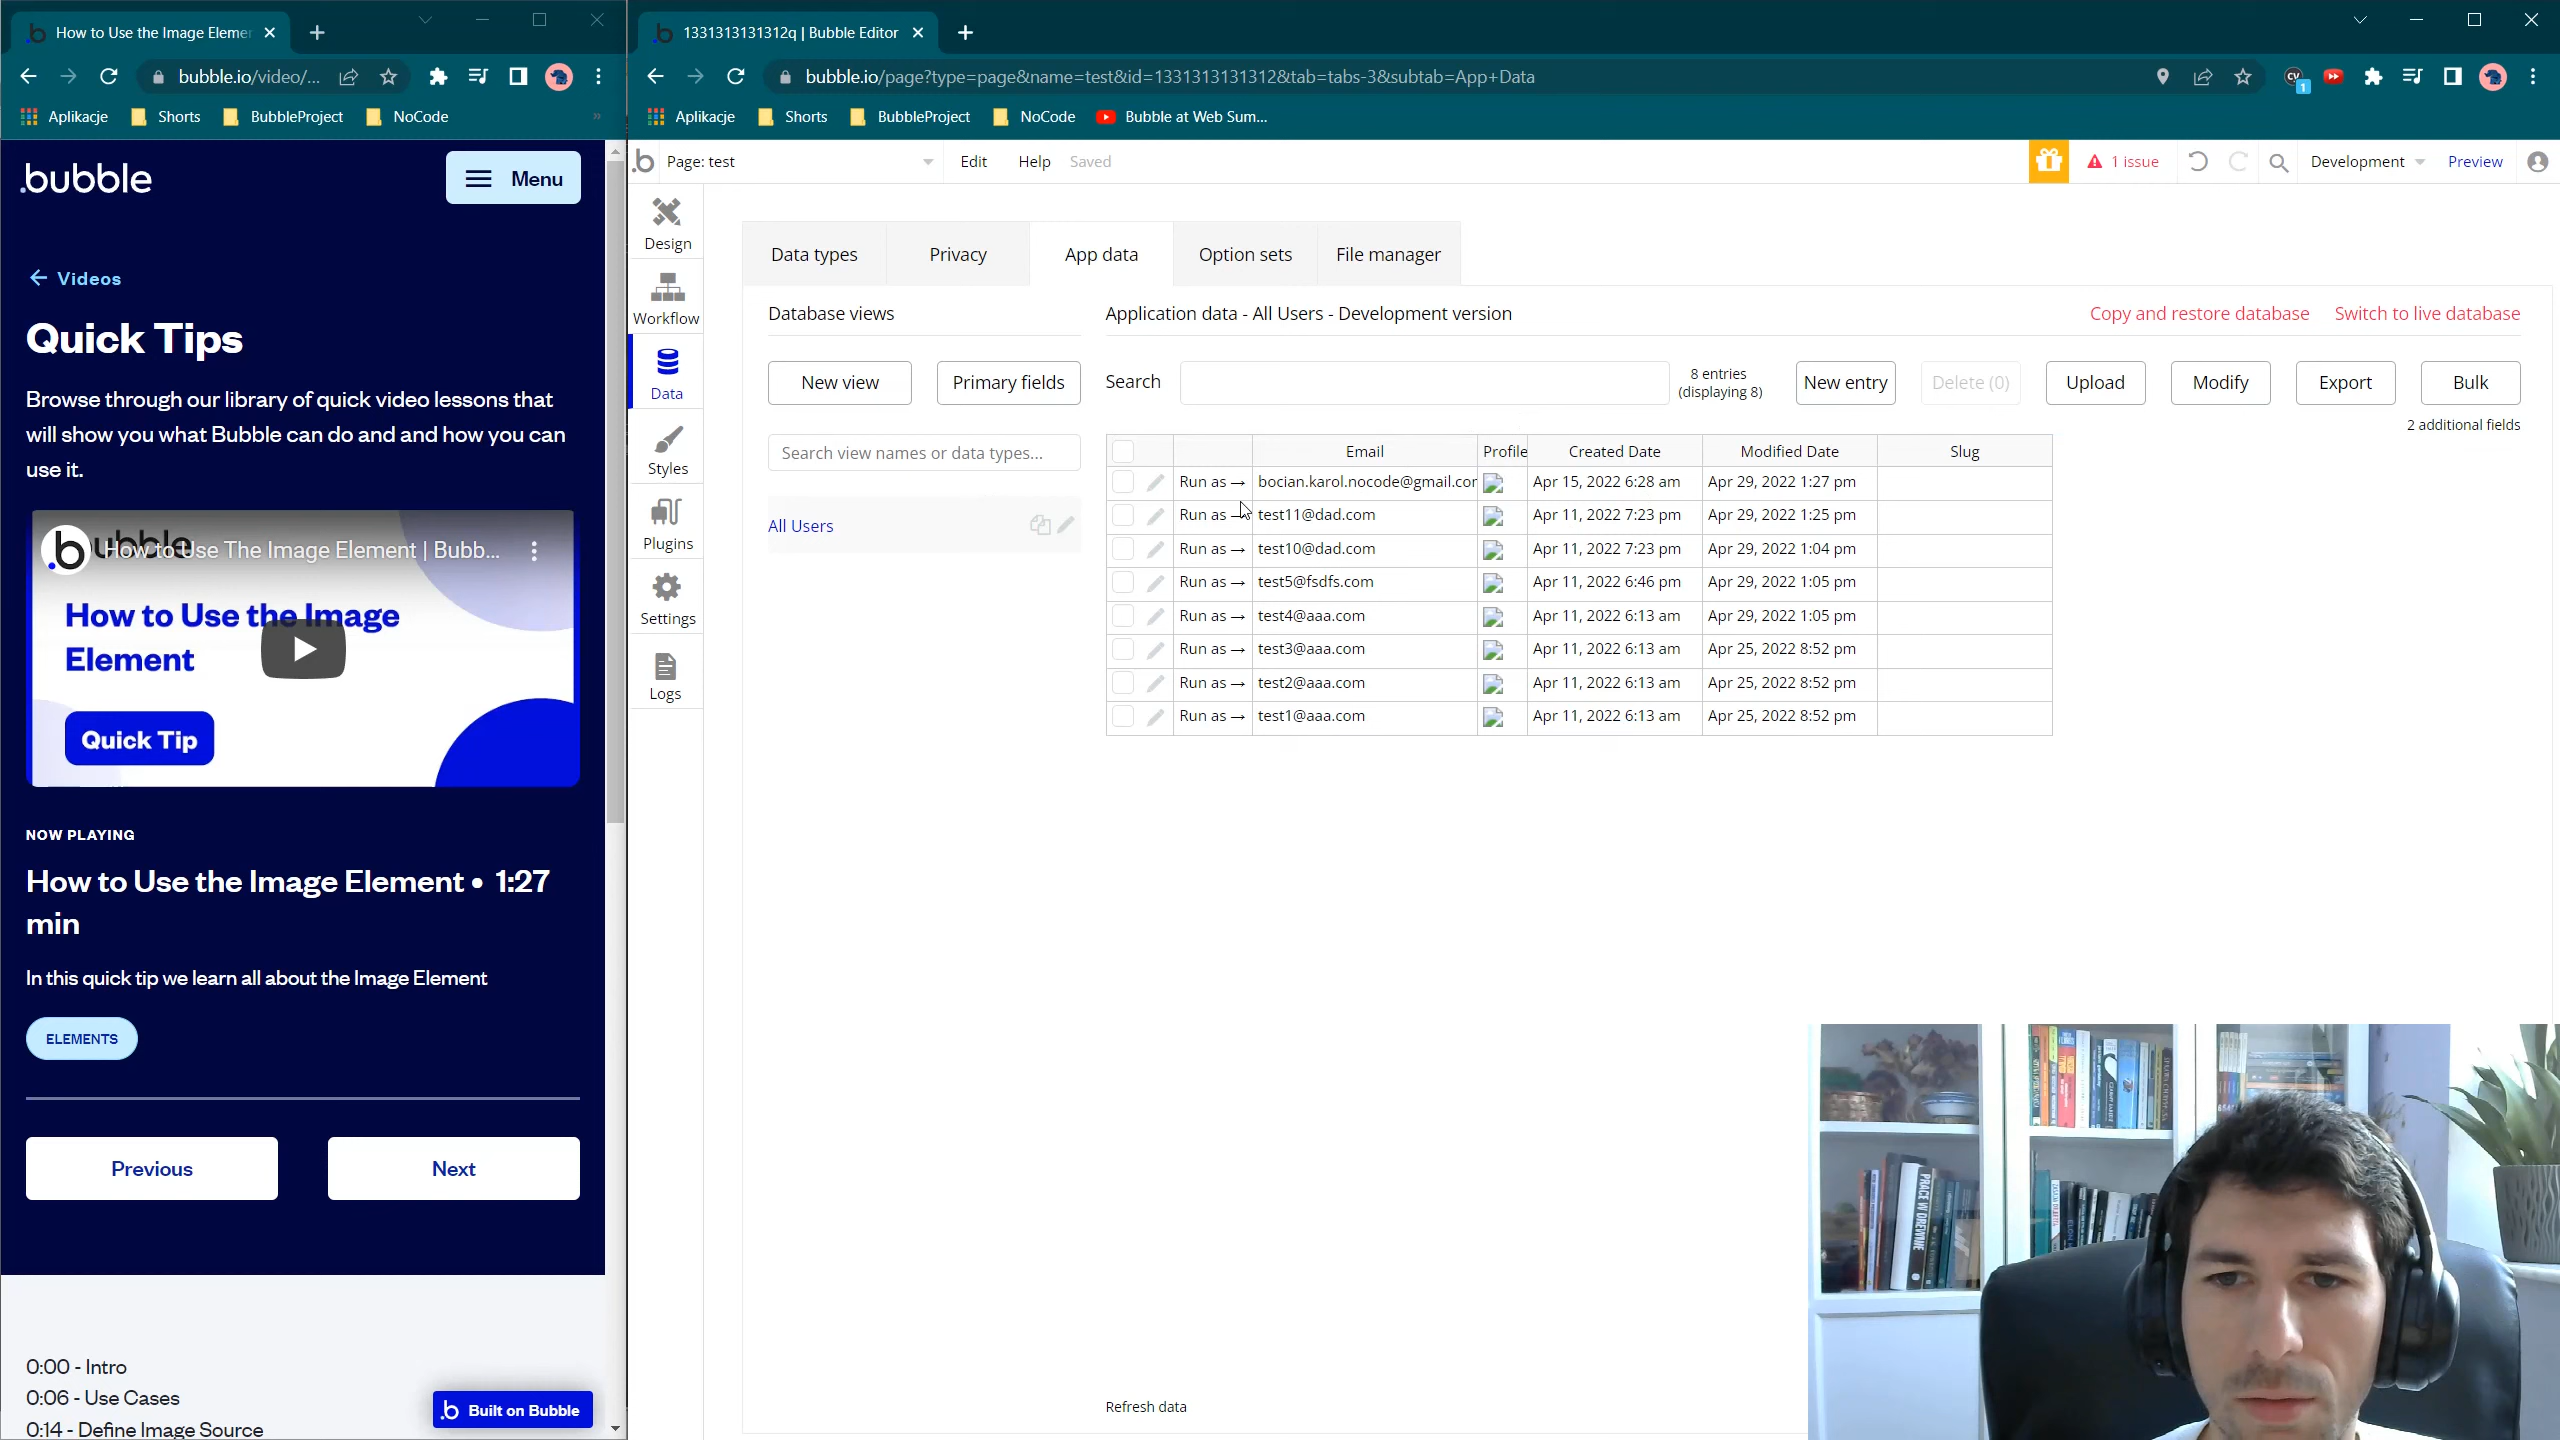 How to Use the Image Elemen
bubble.io/video/...
Aplikacje
Shorts
BubbleProject
NoCode
»
.bubble
Menu
← Videos
Quick Tips
Browse through our library of quick video lessons that
will show you what Bubble can do and and how you can
use it.
How to Use The Image Element | Bubb...
How to Use the Image
Element
Quick Tip
NOW PLAYING
How to Use the Image Element • 1:27
min
In this quick tip we learn all about the Image Element
ELEMENTS
Previous
Next
0:00 - Intro
0:06 - Use Cases
0:14 - Define Image Source
Built on Bubble
1331313131312q | Bubble Editor
bubble.io/page?type=page&name=test&id=1331313131312&tab=tabs-3&subtab=App+Data
1
Aplikacje
Shorts
BubbleProject
NoCode
Bubble at Web Sum...
Page: test
Edit
Help
Saved
1 issue
Development
Preview
Design
Workflow
Data
Styles
Plugins
Settings
Logs
Data types
Privacy
App data
Option sets
File manager
Database views
New view
Primary fields
Search view names or data types...
All Users
Application data - All Users - Development version
Copy and restore database
Switch to live database
Search
8 entries
(displaying 8)
New entry
Delete (0)
Upload
Modify
Export
Bulk
2 additional fields
Email Profile Created Date Modified Date Slug
Run as → bocian.karol.nocode@gmail.com Apr 15, 2022 6:28 am Apr 29, 2022 1:27 pm
Run as → test11@dad.com Apr 11, 2022 7:23 pm Apr 29, 2022 1:25 pm
Run as → test10@dad.com Apr 11, 2022 7:23 pm Apr 29, 2022 1:04 pm
Run as → test5@fsdfs.com Apr 11, 2022 6:46 pm Apr 29, 2022 1:05 pm
Run as → test4@aaa.com Apr 11, 2022 6:13 am Apr 29, 2022 1:05 pm
Run as → test3@aaa.com Apr 11, 2022 6:13 am Apr 25, 2022 8:52 pm
Run as → test2@aaa.com Apr 11, 2022 6:13 am Apr 25, 2022 8:52 pm
Run as → test1@aaa.com Apr 11, 2022 6:13 am Apr 25, 2022 8:52 pm
Refresh data
PRACE W DREWNIE